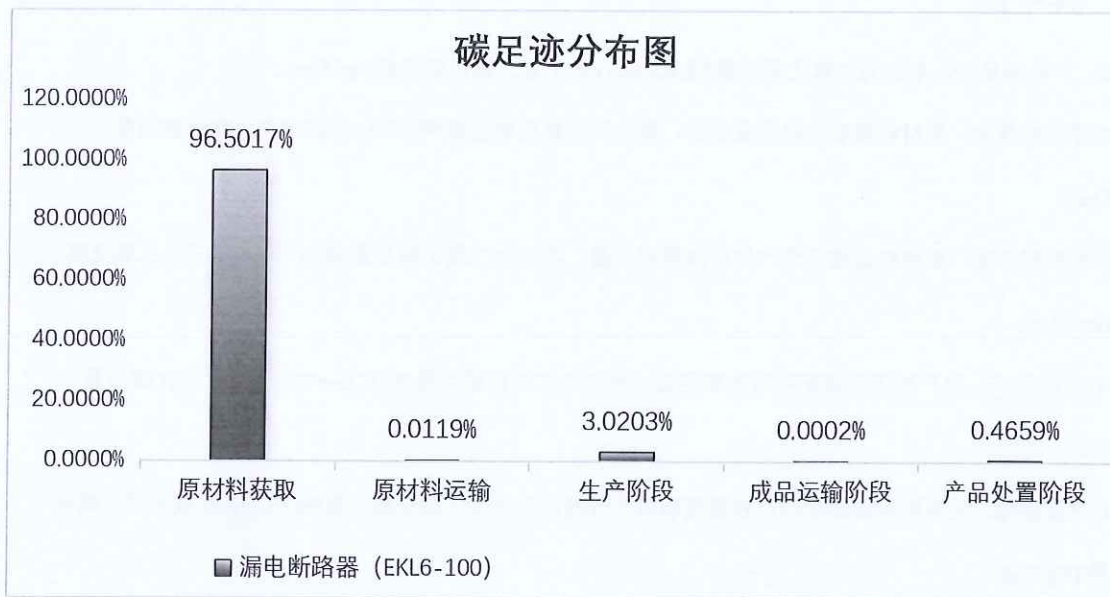 碳足迹分布图
120.0000%
100.0000%
80.0000%
60.0000%
40.0000%
20.0000%
0.0000%
96.5017%
0.0119%
3.0203%
0.0002%
0.4659%
原材料获取
原材料运输
生产阶段
成品运输阶段
产品处置阶段
漏电断路器（EKL6-100）